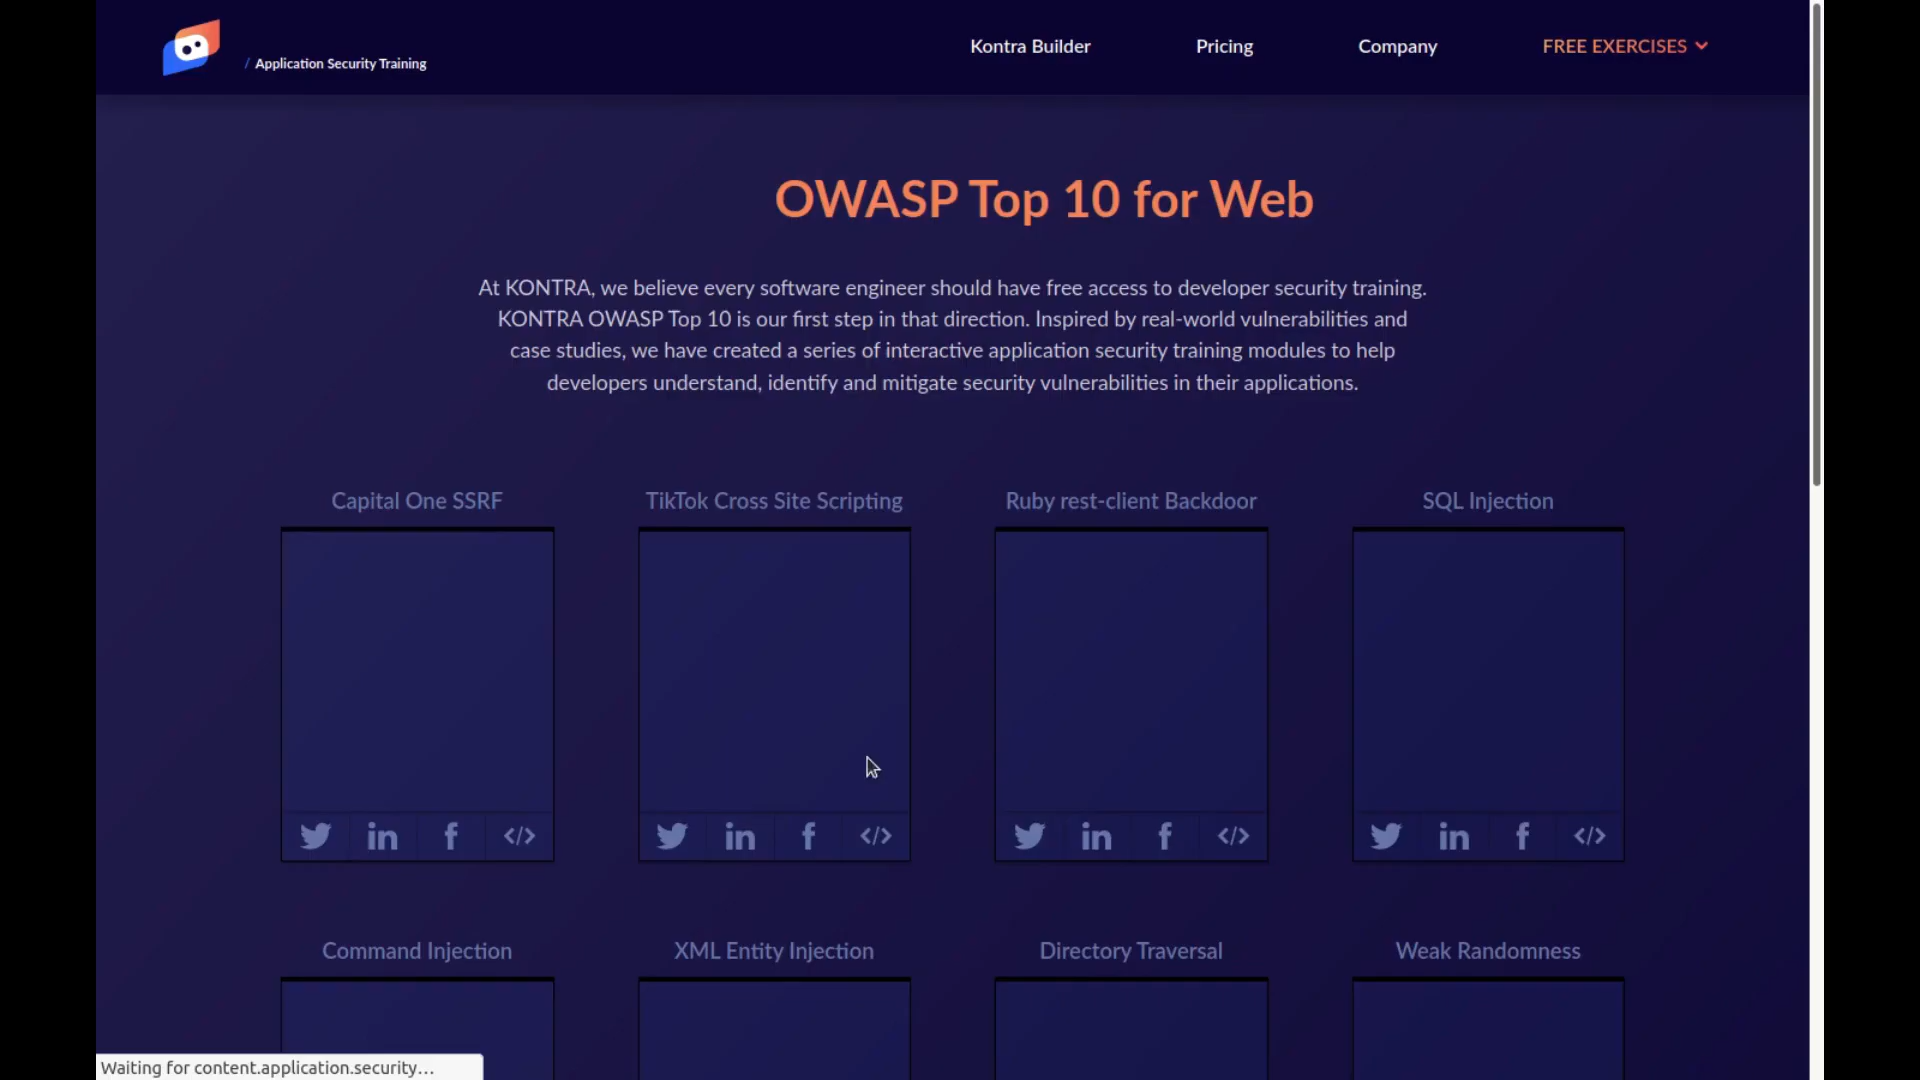 / Application Security Training
Kontra Builder
Pricing
Company
FREE EXERCISES
OWASP Top 10 for Web
At KONTRA, we believe every software engineer should have free access to developer security training.
KONTRA OWASP Top 10 is our first step in that direction. Inspired by real-world vulnerabilities and
case studies, we have created a series of interactive application security training modules to help
developers understand, identify and mitigate security vulnerabilities in their applications.
Capital One SSRF
TikTok Cross Site Scripting
Ruby rest-client Backdoor
SQL Injection
Command Injection
XML Entity Injection
Directory Traversal
Weak Randomness
Waiting for content.application.security...